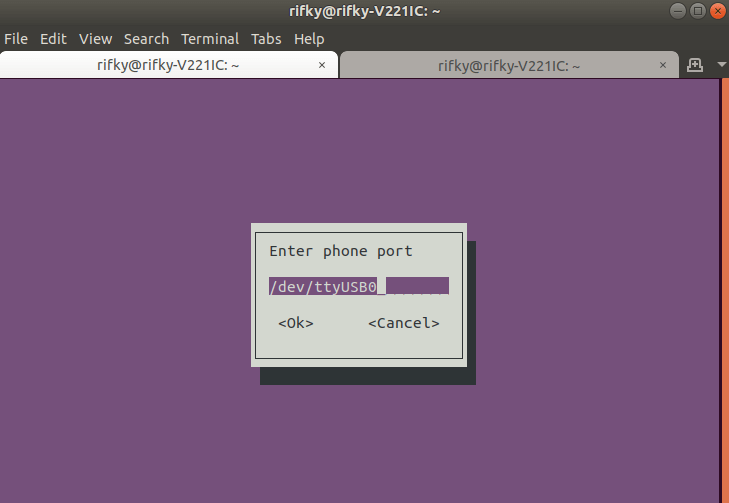 rifky@rifky-V221IC: ~
File Edit View Search Terminal Tabs Help
rifky@rifky-V221IC: ~ × rifky@rifky-V221IC: ~ ×
Enter phone port
/dev/ttyUSB0_
<Ok> <Cancel>